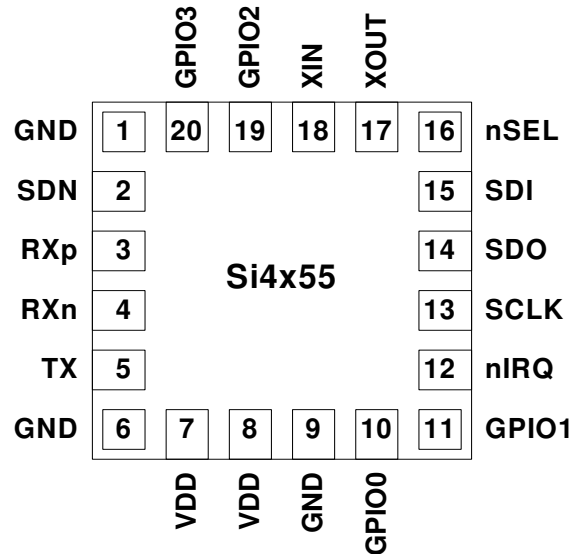 GPIO3 GPIO2 XIN XOUT
GND 1 20 19 18 17 16 nSEL
SDN 2 15 SDI
RXp 3 14 SDO
Si4x55
RXn 4 13 SCLK
TX 5 12 nIRQ
GND 6 7 8 9 10 11 GPIO1
VDD VDD GND GPIO0